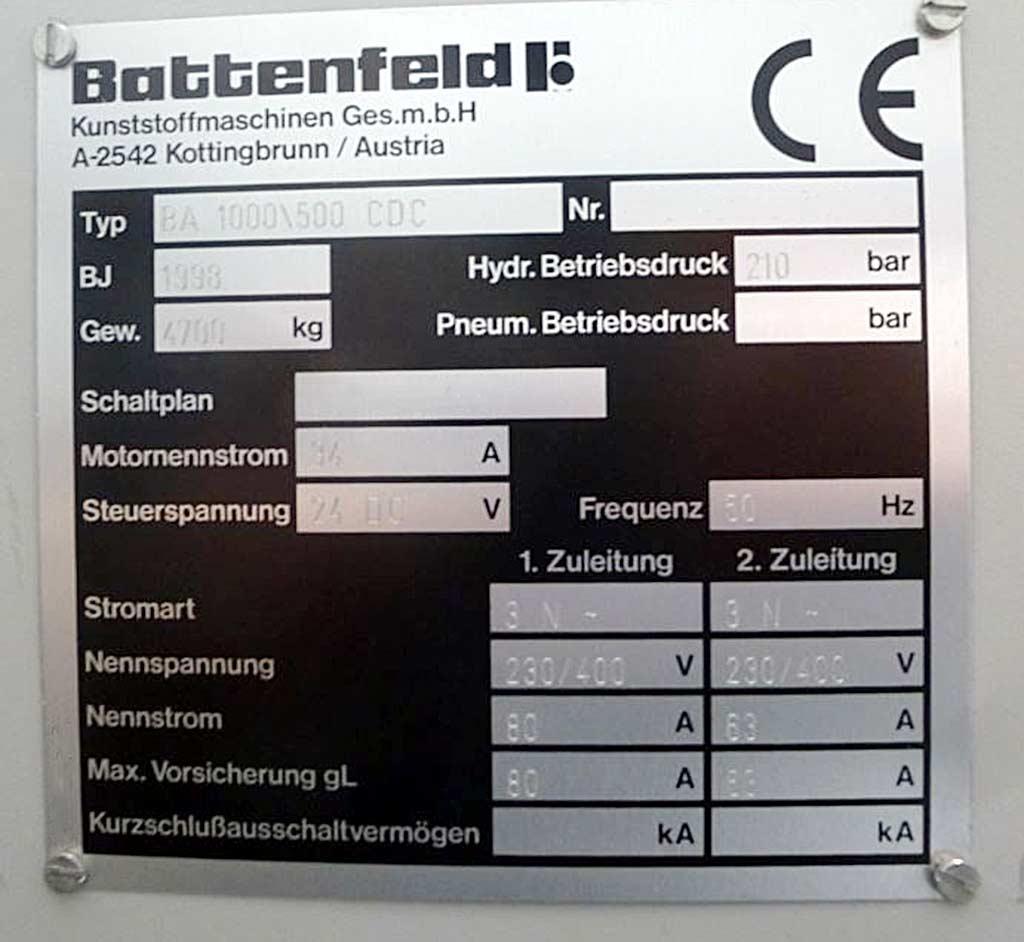 Battenfeld
Kunststoffmaschinen Ges.m.b.H
A-2542 Kottingbrunn / Austria
CE
Typ BA 1000\500 CDC Nr.
BJ 1998 Hydr. Betriebsdruck 210 bar
Gew. 4700 kg Pneum. Betriebsdruck bar
Schaltplan
Motornennstrom A
Steuerspannung 24 DC V Frequenz 50 Hz
1. Zuleitung 2. Zuleitung
Stromart 3 N ~ 3 N ~
Nennspannung 230/400 V 230/400 V
Nennstrom 80 A 63 A
Max. Vorsicherung gL 80 A 63 A
Kurzschlußausschaltvermögen kA kA